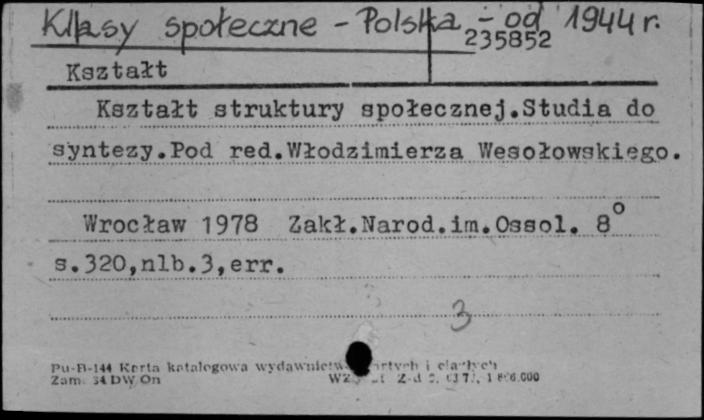 Klasy społeczne - Polska - od 1944 r.
235852
Kształt
Kształt struktury społecznej.Studia do
syntezy.Pod red.Włodzimierza Wesołowskiego.
Wrocław 1978 Zakł.Narod.im.Ossol. 8°
s.320,nlb.3,err.
3
Pu-B-144 Karta katalogowa wydawnictw i
Zam. 34 DW On